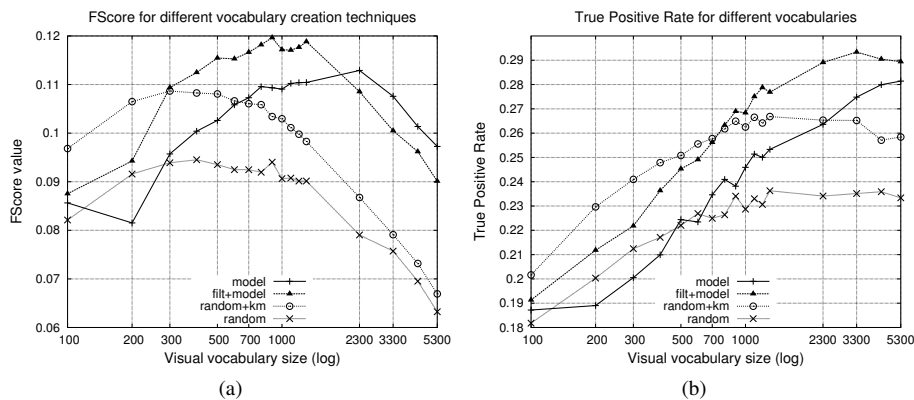 FScore for different vocabulary creation techniques
0.12
0.11
0.1
0.09
0.08
0.07
0.06
FScore value
model
filt+model
random+km
random
100 200 300 500 700 1000 2300 3300 5300
Visual vocabulary size (log)
(a)
True Positive Rate for different vocabularies
0.29
0.28
0.27
0.26
0.25
0.24
0.23
0.22
0.21
0.2
0.19
0.18
True Positive Rate
model
filt+model
random+km
random
100 200 300 500 700 1000 2300 3300 5300
Visual vocabulary size (log)
(b)